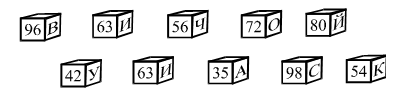 96 В 63 И 56 Ч 72 О 80 Й
42 У 63 И 35 А 98 С 54 К